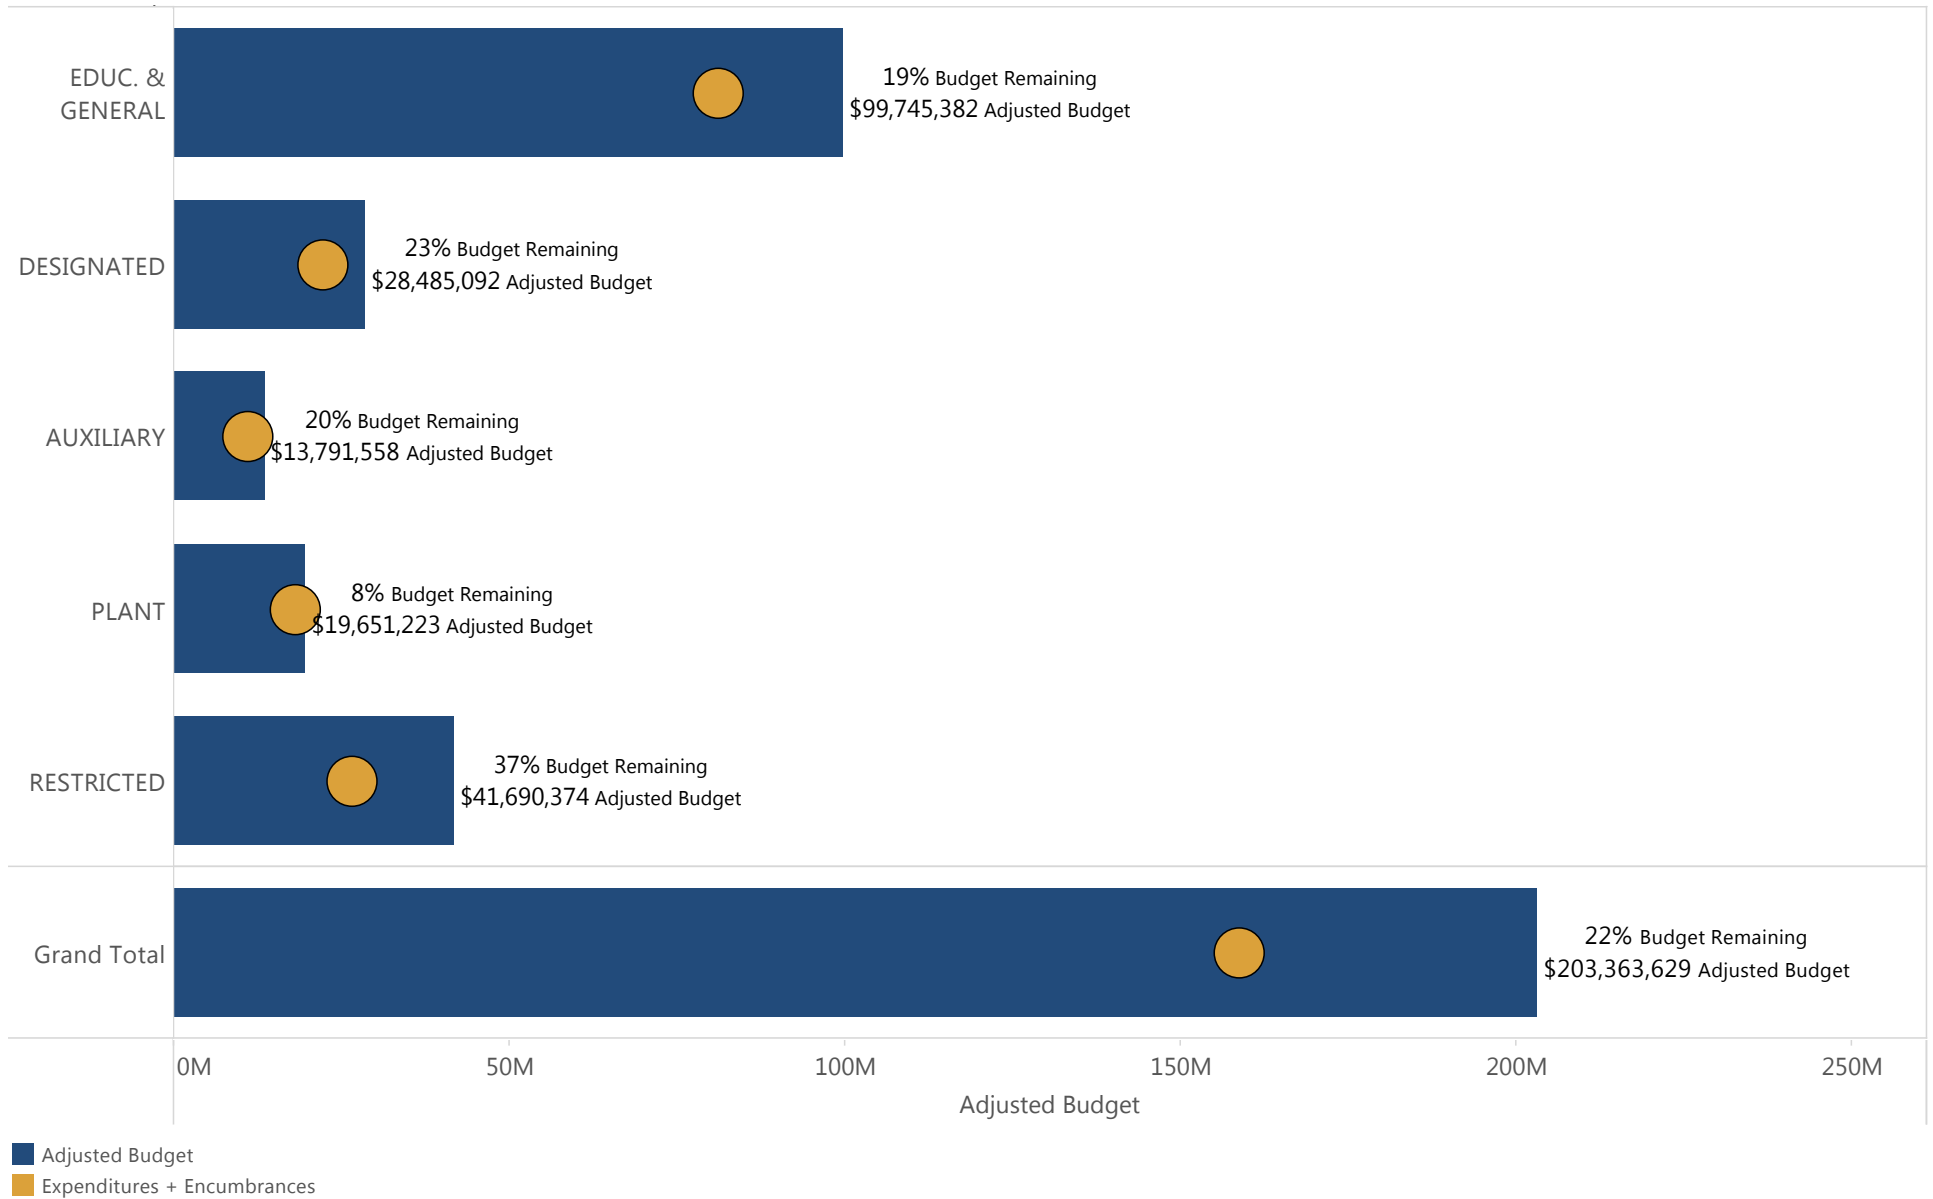 EDUC. &
GENERAL
19% Budget Remaining
$99,745,382 Adjusted Budget
DESIGNATED
23% Budget Remaining
$28,485,092 Adjusted Budget
AUXILIARY
20% Budget Remaining
$13,791,558 Adjusted Budget
PLANT
8% Budget Remaining
$19,651,223 Adjusted Budget
RESTRICTED
37% Budget Remaining
$41,690,374 Adjusted Budget
Grand Total
22% Budget Remaining
$203,363,629 Adjusted Budget
0M 50M 100M 150M 200M 250M
Adjusted Budget
Adjusted Budget
Expenditures + Encumbrances